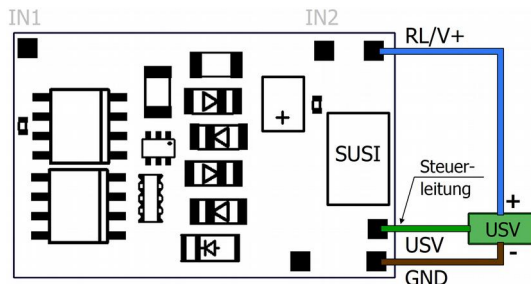 IN1
IN2
RL/V+
SUSI
Steuer-
leitung
+
USV
-
USV
GND
+